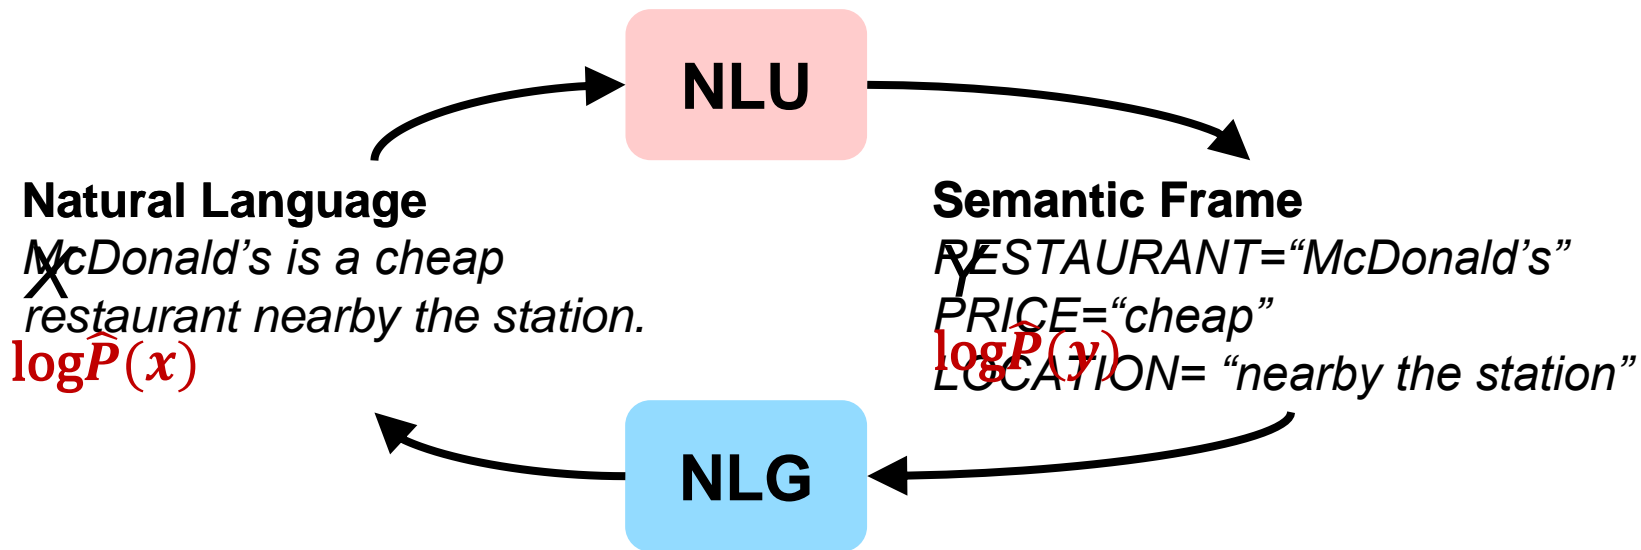 NLU
Natural Language
McDonald’s is a cheap
X
restaurant nearby the station.
log P̂(x)
Semantic Frame
RESTAURANT=“McDonald’s”
Y
PRICE=“cheap”
log P̂(y)
LOCATION= “nearby the station”
NLG